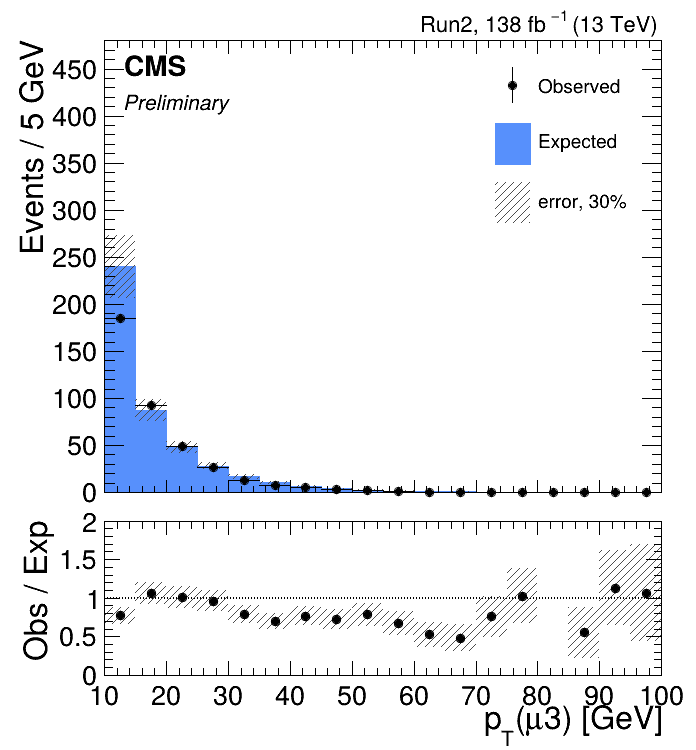 Run2, 138 fb⁻¹ (13 TeV)
CMS
Preliminary
Observed
Expected
error, 30%
Events / 5 GeV
450
400
350
300
250
200
150
100
50
0
Obs / Exp
2
1.5
1
0.5
0
10 20 30 40 50 60 70 80 90 100
p_T(μ3) [GeV]